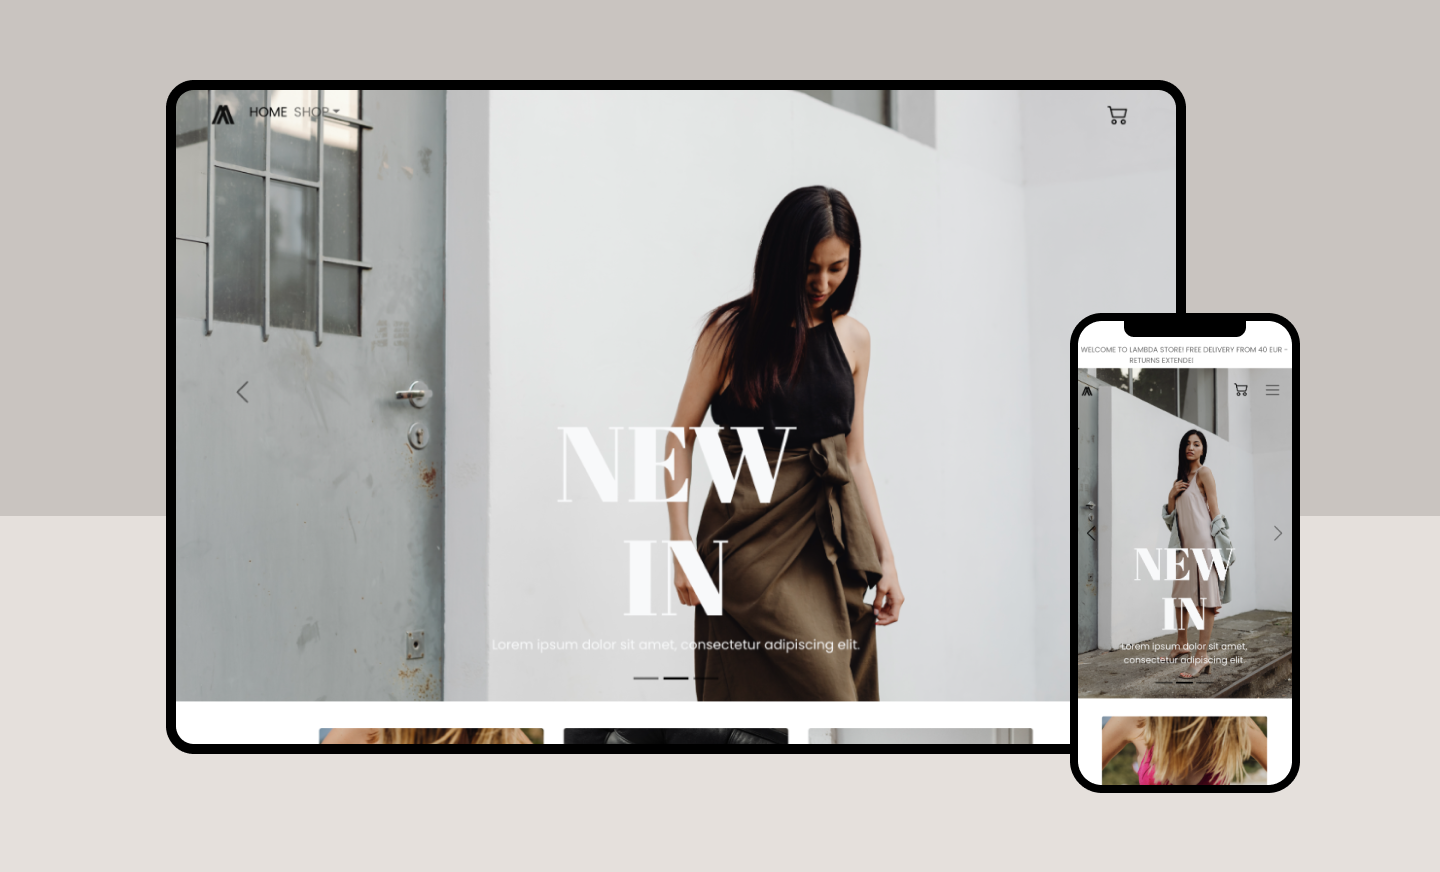 HOME SHOP
NEW
IN
Lorem ipsum dolor sit amet, consectetur adipiscing elit.
WELCOME TO LAMBDA STORE! FREE DELIVERY FROM 40 EUR -
RETURNS EXTENDE!
NEW
IN
Lorem ipsum dolor sit amet,
consectetur adipiscing elit.